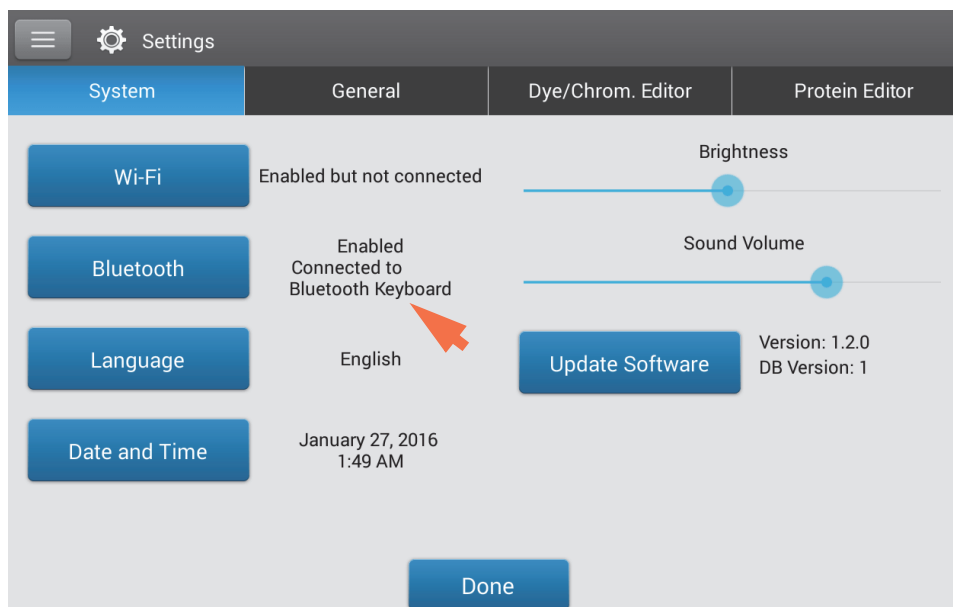 Settings
System
General
Dye/Chrom. Editor
Protein Editor
Wi-Fi
Enabled but not connected
Brightness
Bluetooth
Enabled
Connected to
Bluetooth Keyboard
Sound Volume
Language
English
Update Software
Version: 1.2.0
DB Version: 1
Date and Time
January 27, 2016
1:49 AM
Done